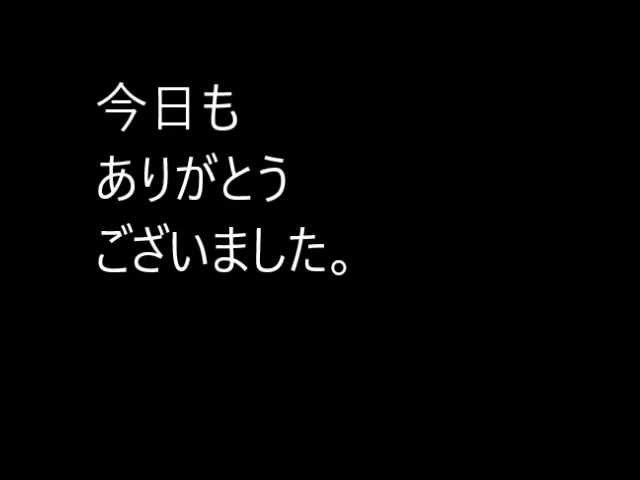 今日も
ありがとう
ございました。